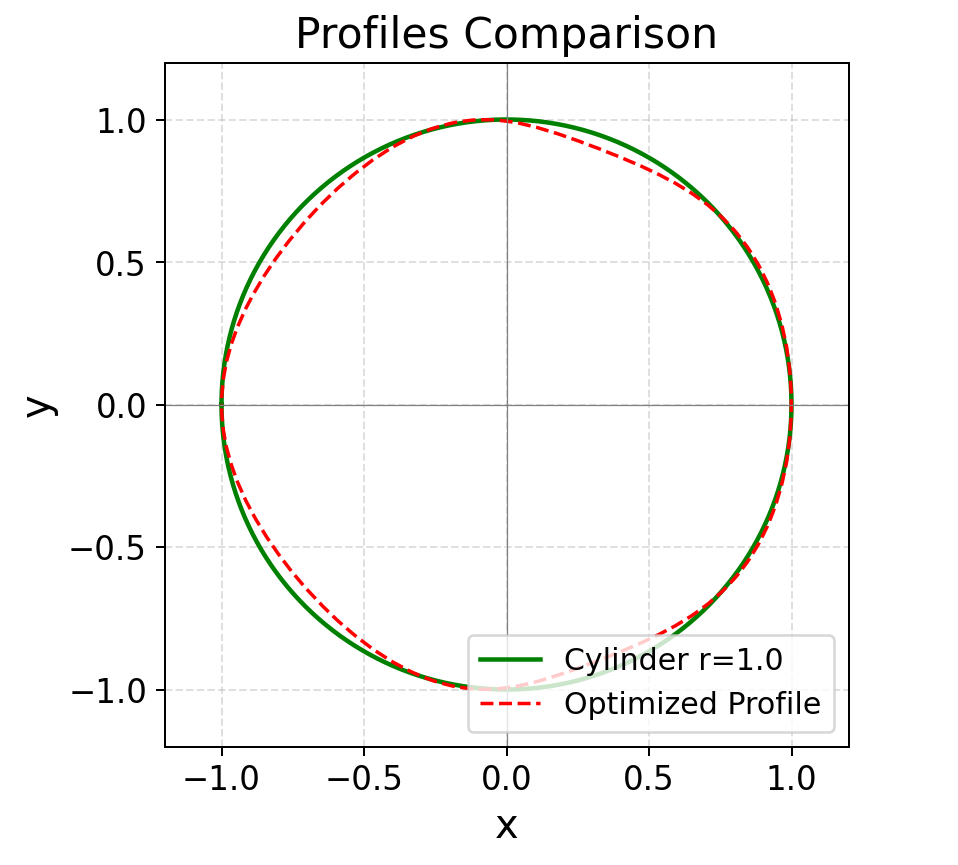 Profiles Comparison
1.0
0.5
0.0
−0.5
−1.0
y
Cylinder r=1.0
Optimized Profile
−1.0 −0.5 0.0 0.5 1.0
x